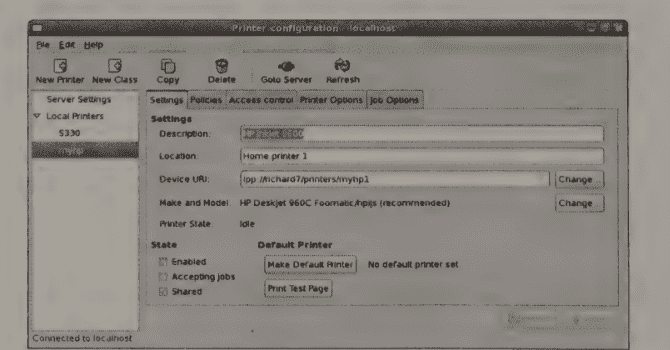 Printer configuration - localhost
File Edit Help
New Printer New Class Copy Delete Goto Server Refresh
Server Settings
Local Printers
S330
Settings Policies Access control Printer Options Job Options
Settings
Description:
Location: Home printer 1
Device URI: ipp://richard7/printers/myhp1
Change...
Make and Model: HP Deskjet 960C Foomatic/hpijs (recommended)
Change...
Printer State: Idle
State
Enabled
Accepting jobs
Shared
Default Printer
Make Default Printer No default printer set
Print Test Page
Connected to localhost